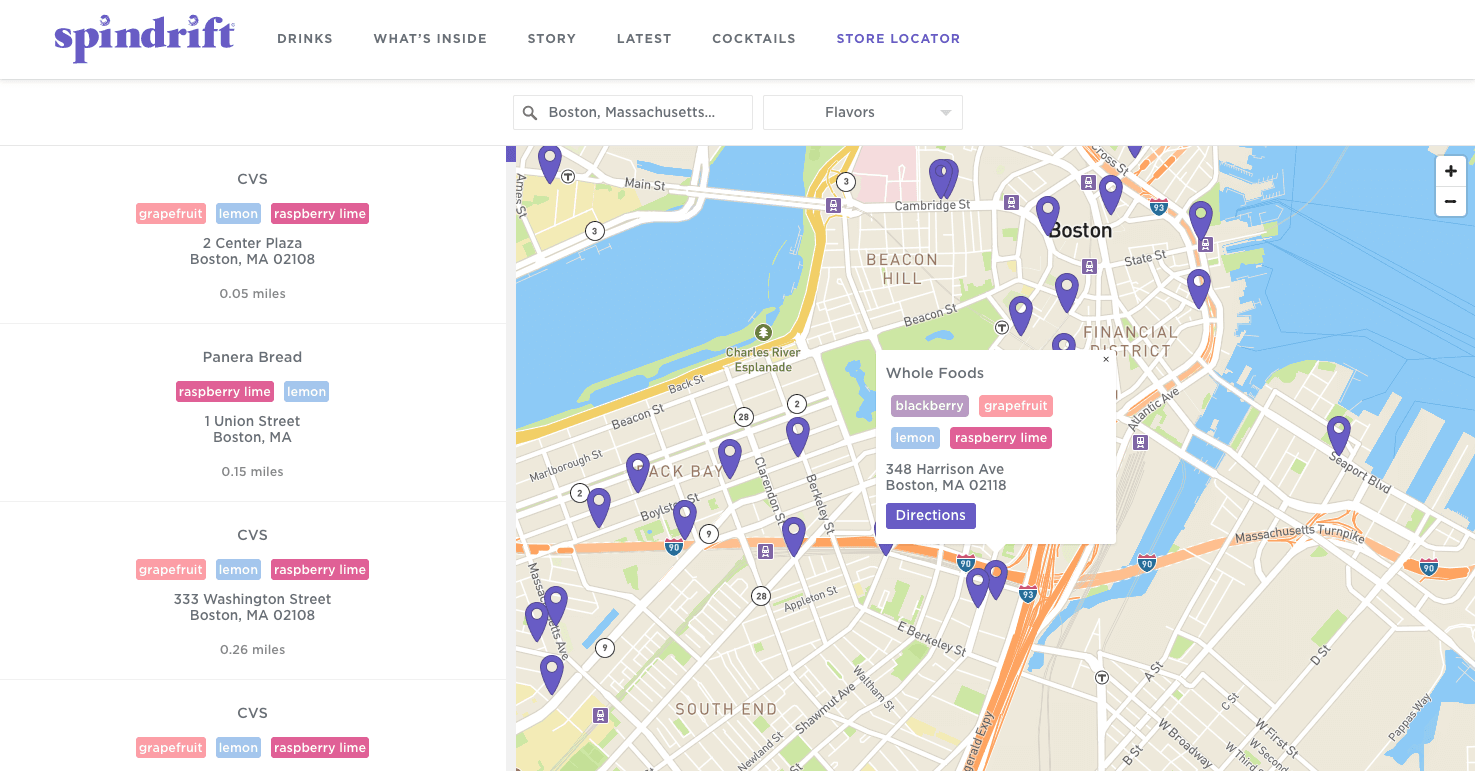 spindrift
DRINKS
WHAT'S INSIDE
STORY
LATEST
COCKTAILS
STORE LOCATOR
Boston, Massachusetts...
Flavors
CVS
grapefruit lemon raspberry lime
2 Center Plaza
Boston, MA 02108
0.05 miles
Panera Bread
raspberry lime lemon
1 Union Street
Boston, MA
0.15 miles
CVS
grapefruit lemon raspberry lime
333 Washington Street
Boston, MA 02108
0.26 miles
CVS
grapefruit lemon raspberry lime
Ames St
T
Main St
3
3
Cambridge St
Cross St
93
Boston
+
−
BEACON
HILL
State St
Beacon St
T
FINANCIAL
DISTRICT
Charles River
Esplanade
Back St
Beacon St
2
28
Marlborough St
BACK BAY
2
Boylston St
Clarendon St
Berkeley St
9
90
×
Whole Foods
blackberry grapefruit
lemon raspberry lime
348 Harrison Ave
Boston, MA 02118
Directions
Atlantic Ave
Seaport Blvd
Massachusetts Turnpike
90
90
90
93
28
Appleton St
Massachusetts Ave
9
E Berkeley St
SOUTH END
Waltham St
Shawmut Ave
Newland St
gerald Expy
T
A St
B St
C St
D St
W Broadway
W First St
W Second
W Third
Pappas Way